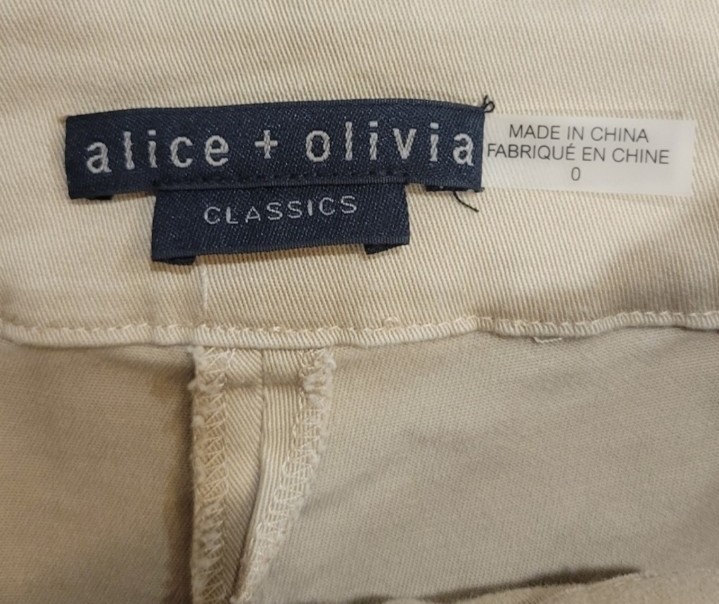 alice + olivia
CLASSICS
MADE IN CHINA
FABRIQUÉ EN CHINE
0